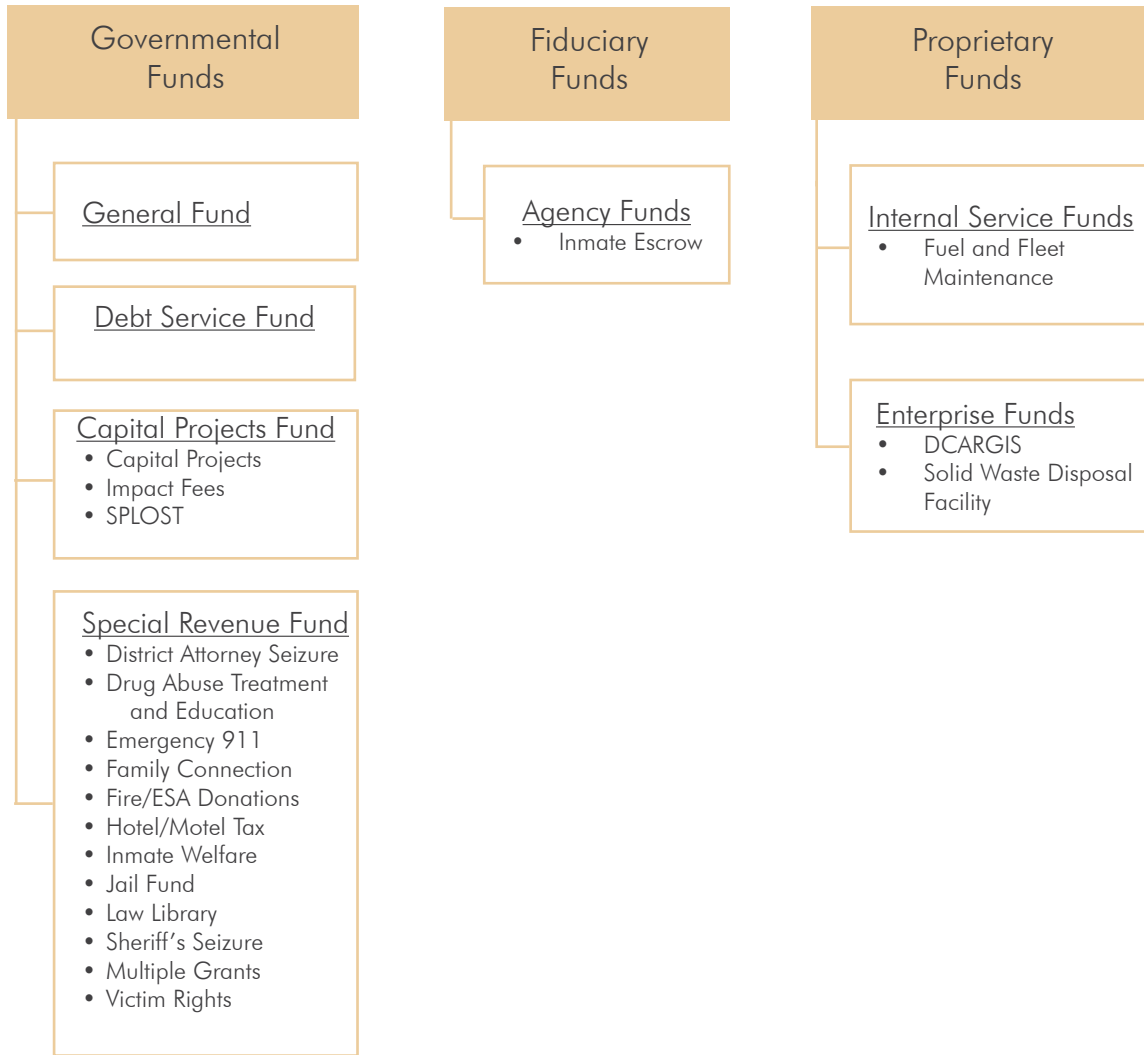 Governmental
Funds
General Fund
Debt Service Fund
Capital Projects Fund
• Capital Projects
• Impact Fees
• SPLOST
Special Revenue Fund
• District Attorney Seizure
• Drug Abuse Treatment
and Education
• Emergency 911
• Family Connection
• Fire/ESA Donations
• Hotel/Motel Tax
• Inmate Welfare
• Jail Fund
• Law Library
• Sheriff's Seizure
• Multiple Grants
• Victim Rights
Fiduciary
Funds
Agency Funds
• Inmate Escrow
Proprietary
Funds
Internal Service Funds
• Fuel and Fleet
Maintenance
Enterprise Funds
• DCARGIS
• Solid Waste Disposal
Facility